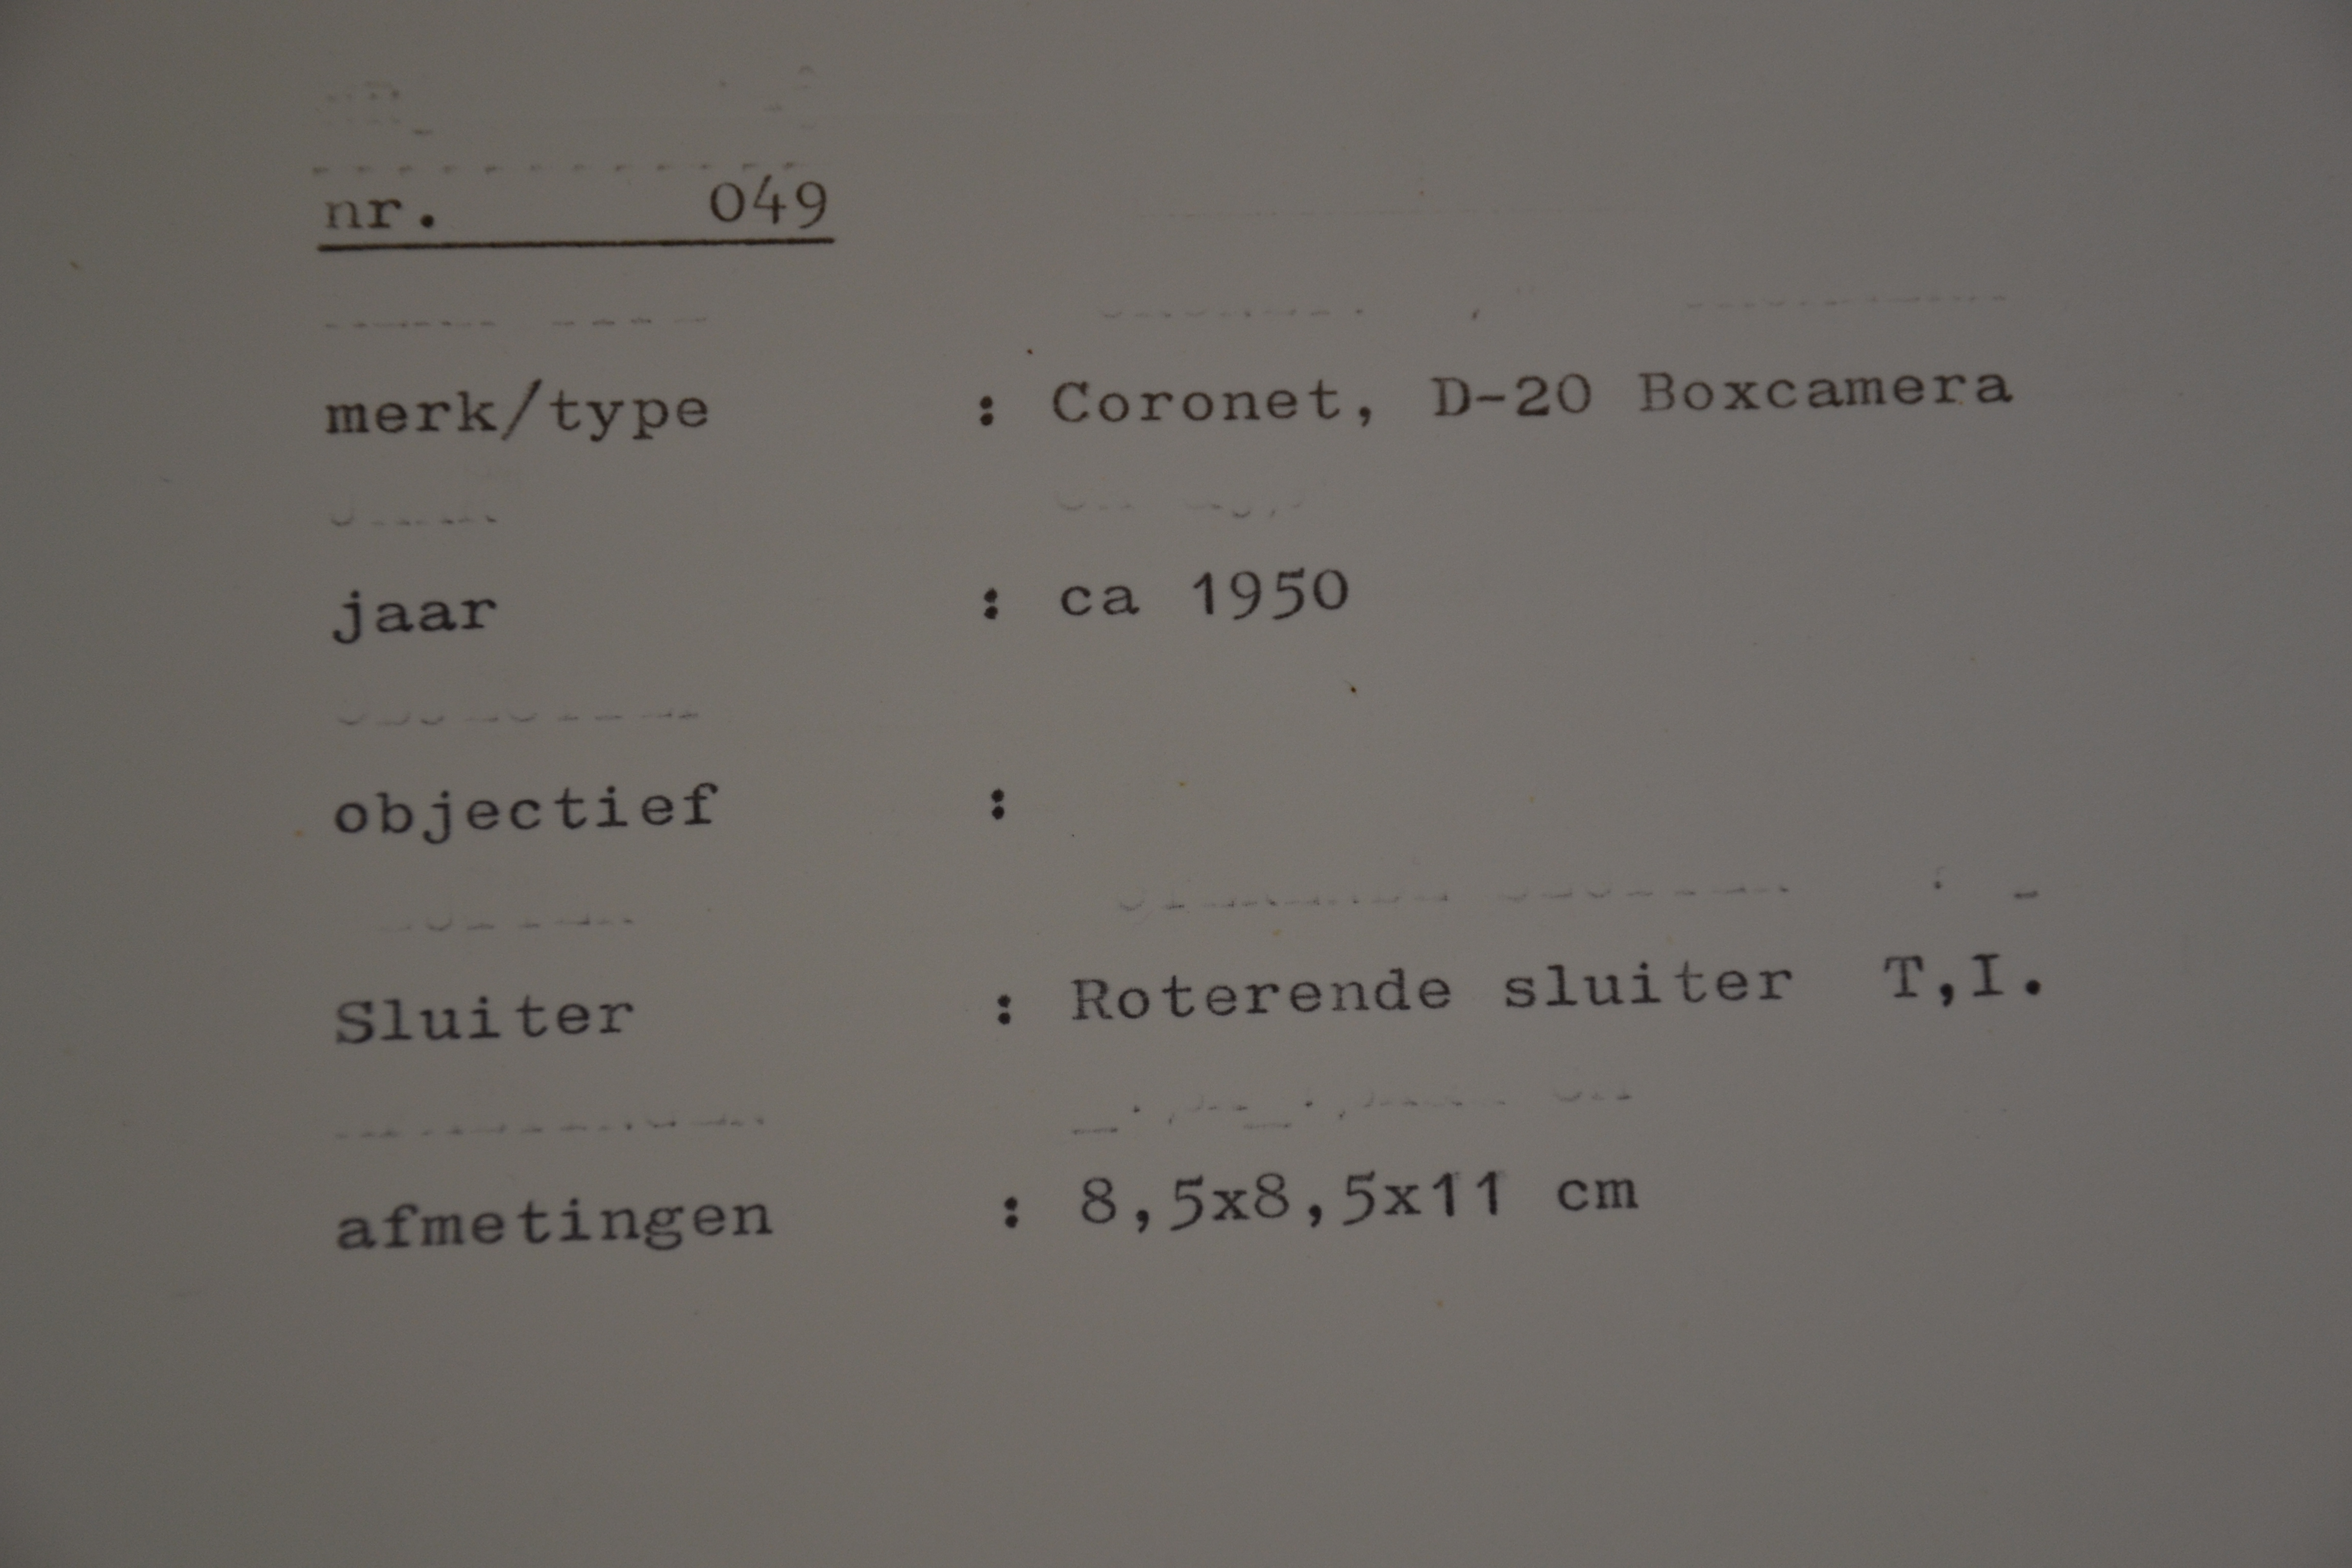 nr. 049
merk/type : Coronet, D-20 Boxcamera
jaar : ca 1950
objectief :
Sluiter : Roterende sluiter T,I.
afmetingen : 8,5x8,5x11 cm